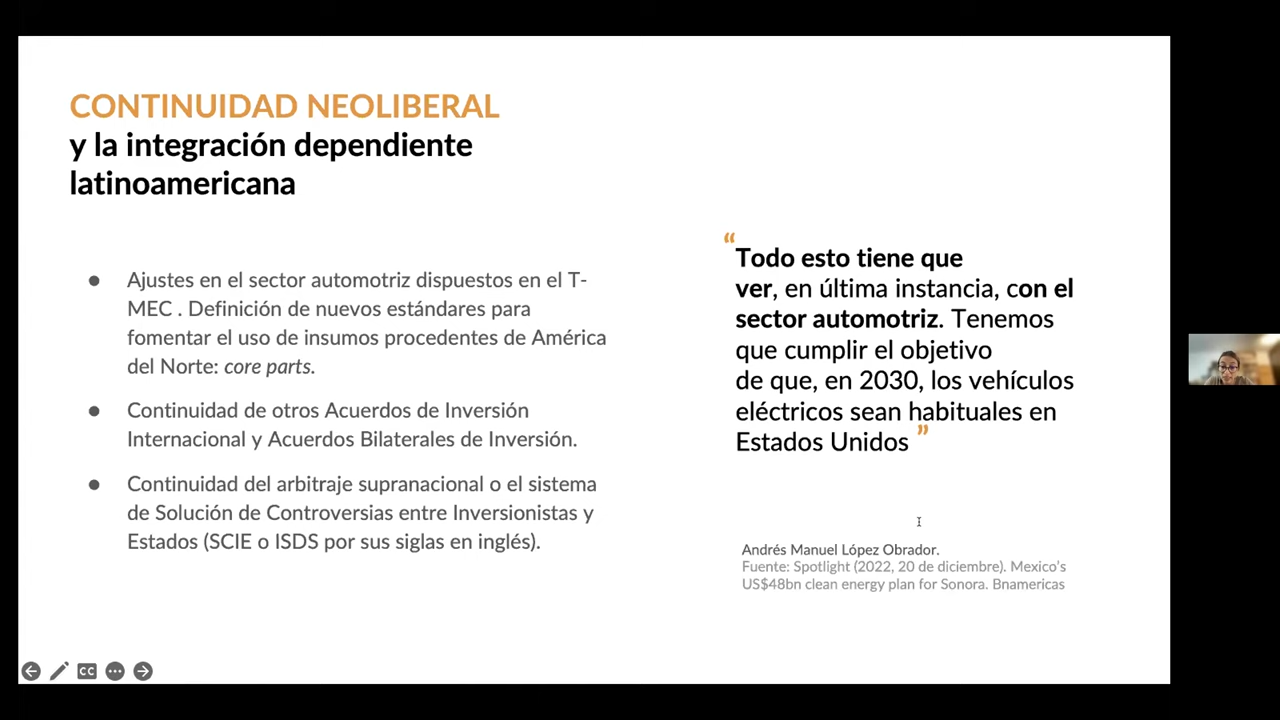 CONTINUIDAD NEOLIBERAL
y la integración dependiente
latinoamericana
● Ajustes en el sector automotriz dispuestos en el T-
MEC . Definición de nuevos estándares para
fomentar el uso de insumos procedentes de América
del Norte: core parts.
● Continuidad de otros Acuerdos de Inversión
Internacional y Acuerdos Bilaterales de Inversión.
● Continuidad del arbitraje supranacional o el sistema
de Solución de Controversias entre Inversionistas y
Estados (SCIE o ISDS por sus siglas en inglés).
“Todo esto tiene que
ver, en última instancia, con el
sector automotriz. Tenemos
que cumplir el objetivo
de que, en 2030, los vehículos
eléctricos sean habituales en
Estados Unidos”
Andrés Manuel López Obrador.
Fuente: Spotlight (2022, 20 de diciembre). Mexico’s
US$48bn clean energy plan for Sonora. Bnamericas
CC